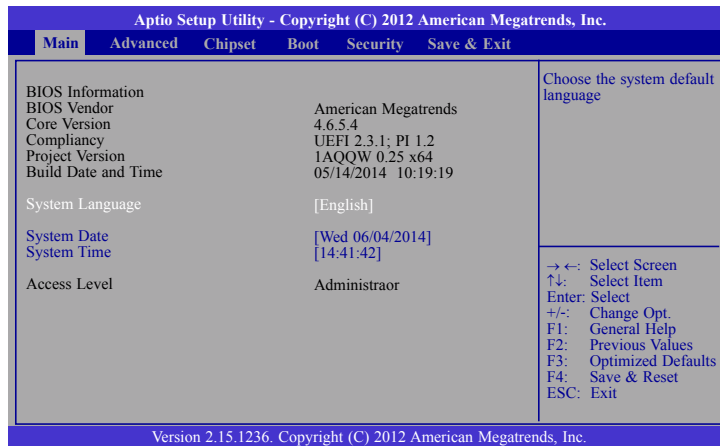 Aptio Setup Utility - Copyright (C) 2012 American Megatrends, Inc.
Main Advanced Chipset Boot Security Save & Exit
BIOS Information
BIOS Vendor American Megatrends
Core Version 4.6.5.4
Compliancy UEFI 2.3.1; PI 1.2
Project Version 1AQQW 0.25 x64
Build Date and Time 05/14/2014 10:19:19
System Language [English]
System Date [Wed 06/04/2014]
System Time [14:41:42]
Access Level Administraor
Choose the system default
language
→ ←: Select Screen
↑↓: Select Item
Enter: Select
+/-: Change Opt.
F1: General Help
F2: Previous Values
F3: Optimized Defaults
F4: Save & Reset
ESC: Exit
Version 2.15.1236. Copyright (C) 2012 American Megatrends, Inc.